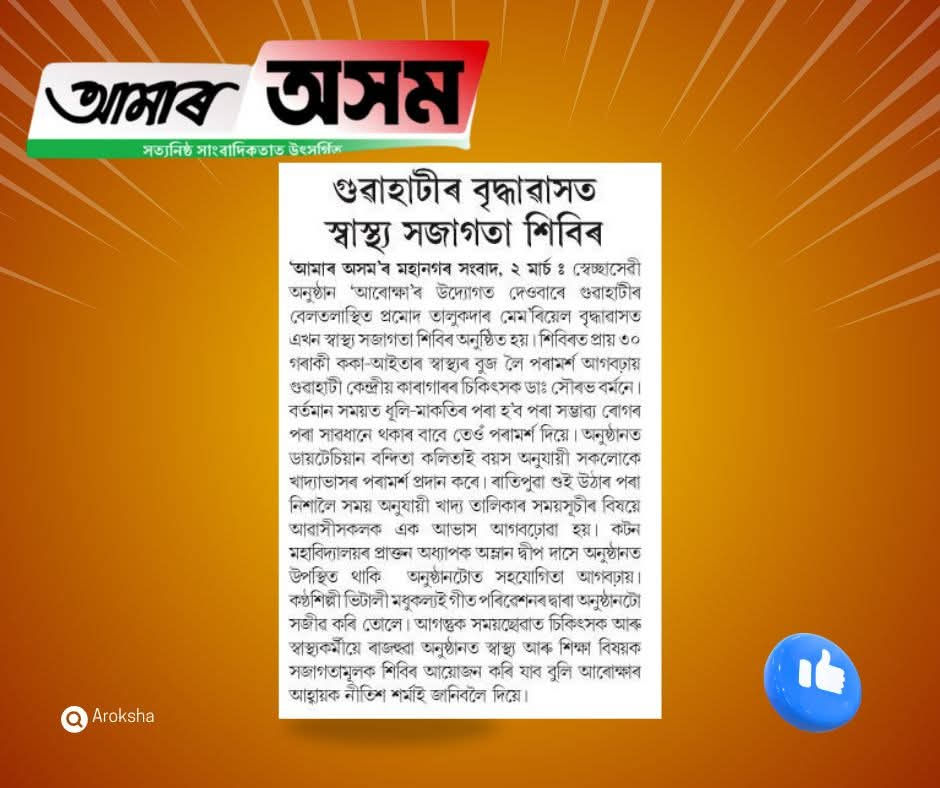 আমাৰ অসম
সত্যনিষ্ঠ সাংবাদিকতাত উৎসৰ্গিত
গুৱাহাটীৰ বৃদ্ধাৱাসত
স্বাস্থ্য সজাগতা শিবিৰ
‘আমাৰ অসম’ৰ মহানগৰ সংবাদ, ২ মাৰ্চ ঃ স্বেচ্ছাসেৱী
অনুষ্ঠান ‘আৰোক্ষা’ৰ উদ্যোগত দেওবাৰে গুৱাহাটীৰ
বেলতলাস্থিত প্ৰমোদ তালুকদাৰ মেম’ৰিয়েল বৃদ্ধাৱাসত
এখন স্বাস্থ্য সজাগতা শিবিৰ অনুষ্ঠিত হয়। শিবিৰত প্ৰায় ৩০
গৰাকী ককা-আইতাৰ স্বাস্থ্যৰ বুজ লৈ পৰামৰ্শ আগবঢ়ায়
গুৱাহাটী কেন্দ্ৰীয় কাৰাগাৰৰ চিকিৎসক ডাঃ সৌৰভ বৰ্মনে।
বৰ্তমান সময়ত ধূলি-মাকতিৰ পৰা হ’ব পৰা সম্ভাব্য ৰোগৰ
পৰা সাৱধানে থকাৰ বাবে তেওঁ পৰামৰ্শ দিয়ে। অনুষ্ঠানত
ডায়টেচিয়ান বন্দিতা কলিতাই বয়স অনুযায়ী সকলোকে
খাদ্যাভাসৰ পৰামৰ্শ প্ৰদান কৰে। ৰাতিপুৱা শুই উঠাৰ পৰা
নিশালৈ সময় অনুযায়ী খাদ্য তালিকাৰ সময়সূচীৰ বিষয়ে
আৱাসীসকলক এক আভাস আগবঢ়োৱা হয়। কটন
মহাবিদ্যালয়ৰ প্ৰাক্তন অধ্যাপক অম্লান দ্বীপ দাসে অনুষ্ঠানত
উপস্থিত থাকি অনুষ্ঠানটোত সহযোগিতা আগবঢ়ায়।
কণ্ঠশিল্পী ভিটালী মধুকল্যই গীত পৰিৱেশনৰ দ্বাৰা অনুষ্ঠানটো
সজীৱ কৰি তোলে। আগন্তুক সময়ছোৱাত চিকিৎসক আৰু
স্বাস্থ্যকৰ্মীয়ে ৰাজহুৱা অনুষ্ঠানত স্বাস্থ্য আৰু শিক্ষা বিষয়ক
সজাগতামূলক শিবিৰ আয়োজন কৰি যাব বুলি আৰোক্ষাৰ
আহ্বায়ক নীতিশ শৰ্মাই জানিবলৈ দিয়ে।
Aroksha